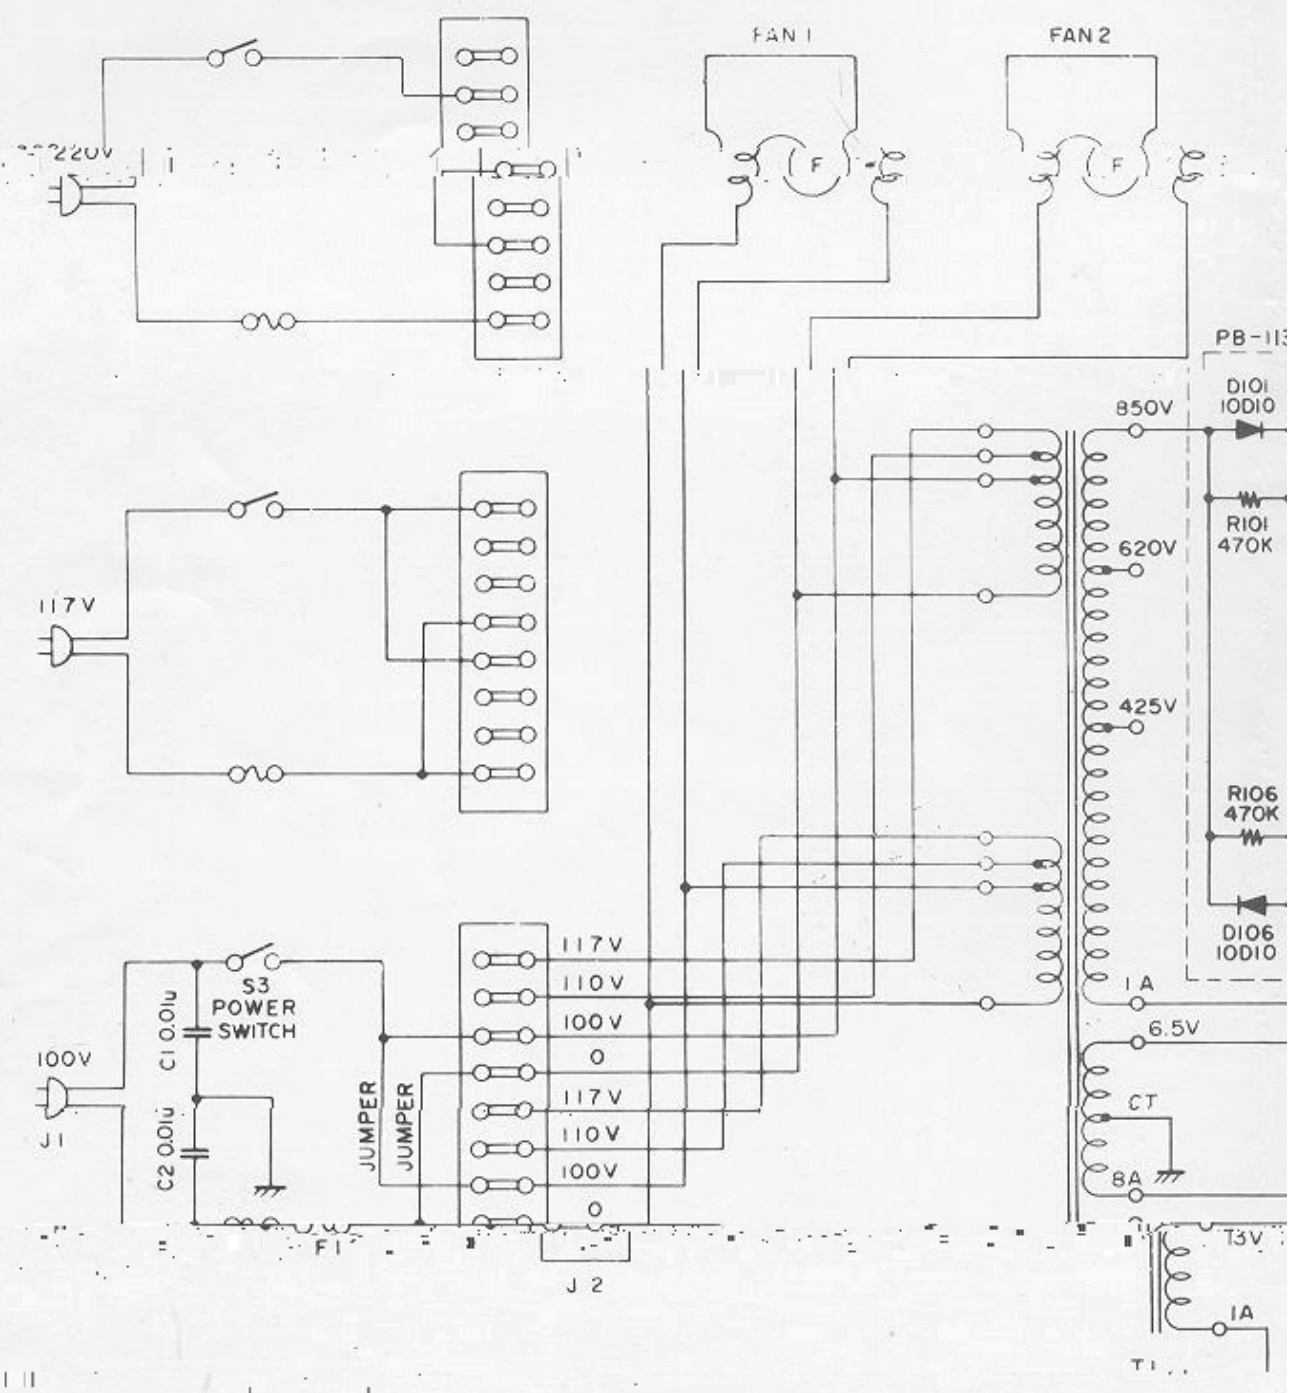 FAN 1
FAN 2
220V
F
F
PB-113
D101
10D10
850V
R101
470K
620V
117V
425V
R106
470K
D106
10D10
117V
110V
100V
0
117V
110V
100V
0
S3
POWER
SWITCH
C1 0.01u
C2 0.01u
100V
J1
JUMPER
JUMPER
1A
6.5V
CT
8A
F1
J 2
13V
1A